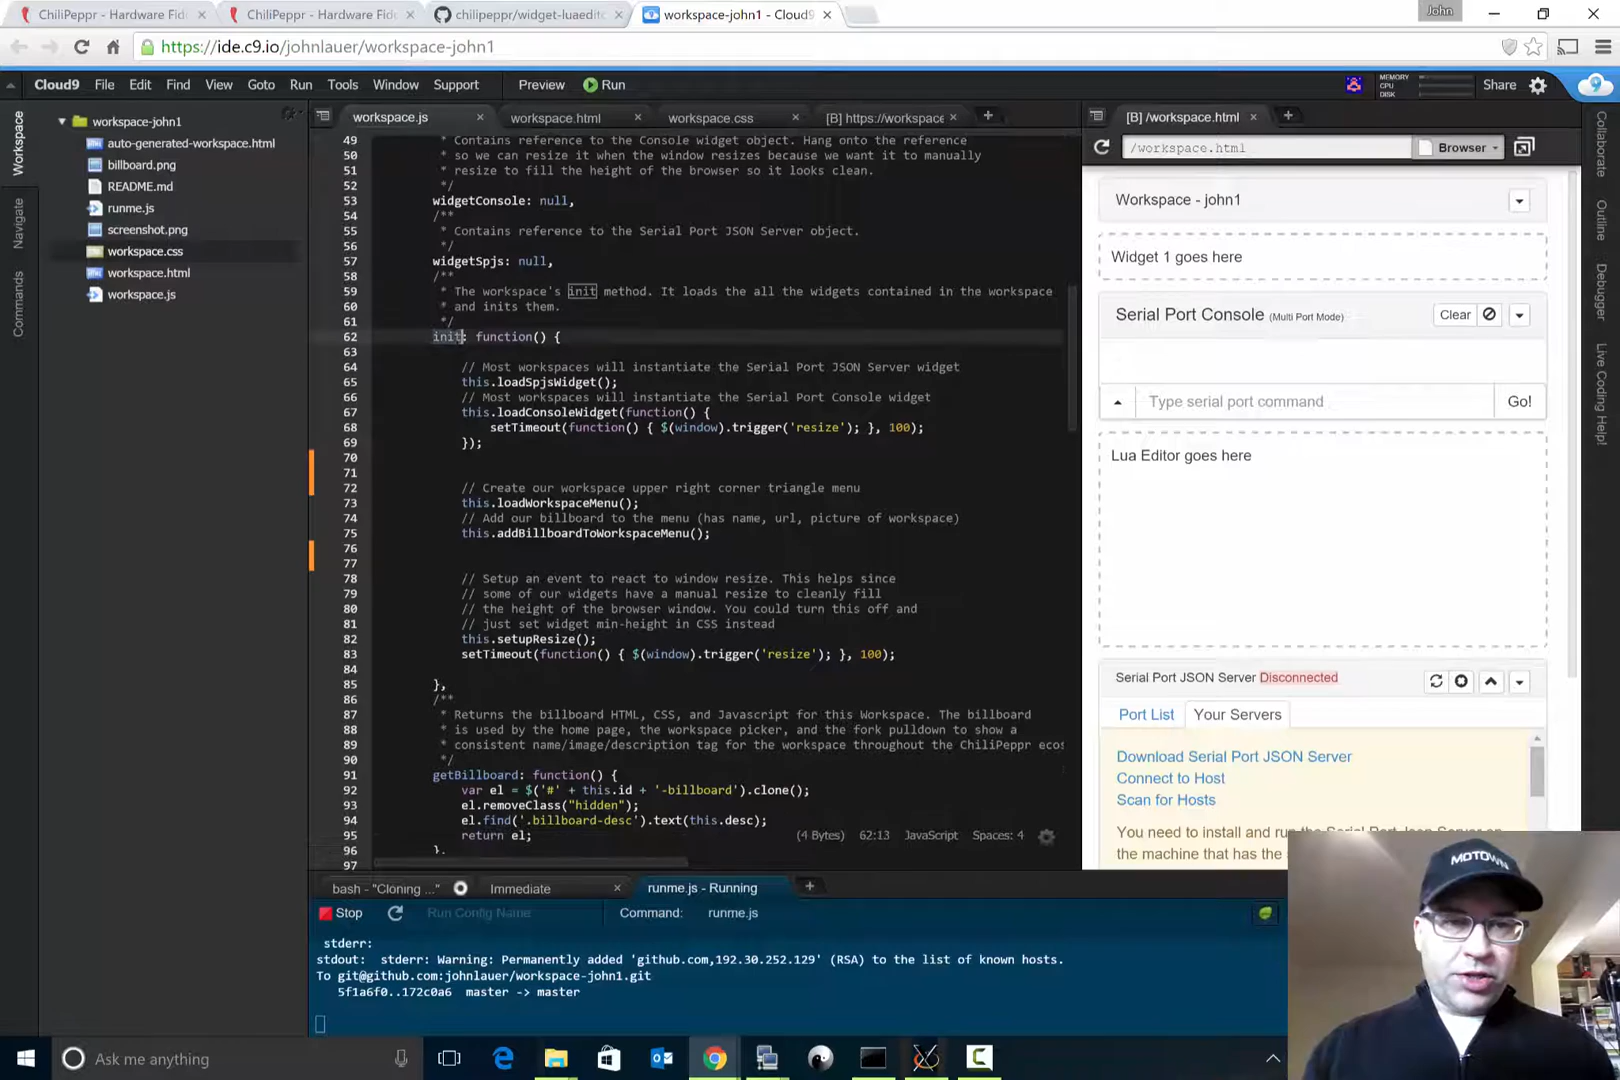 ChiliPeppr - Hardware Fid
ChiliPeppr - Hardware Fid
chilipeppr/widget-luaedit
workspace-john1 - Cloud9
John
https://ide.c9.io/johnlauer/workspace-john1
Cloud9 File Edit Find View Goto Run Tools Window Support Preview Run
MEMORY
CPU
DISK
Share
Workspace
Navigate
Commands
workspace-john1
auto-generated-workspace.html
billboard.png
README.md
runme.js
screenshot.png
workspace.css
workspace.html
workspace.js
workspace.js
workspace.html
workspace.css
[B] https://workspace
49 * Contains reference to the Console widget object. Hang onto the reference
50 * so we can resize it when the window resizes because we want it to manually
51 * resize to fill the height of the browser so it looks clean.
52 */
53 widgetConsole: null,
54 /**
55 * Contains reference to the Serial Port JSON Server object.
56 */
57 widgetSpjs: null,
58 /**
59 * The workspace's init method. It loads the all the widgets contained in the workspace
60 * and inits them.
61 */
62 init: function() {
63
64 // Most workspaces will instantiate the Serial Port JSON Server widget
65 this.loadSpjsWidget();
66 // Most workspaces will instantiate the Serial Port Console widget
67 this.loadConsoleWidget(function() {
68 setTimeout(function() { $(window).trigger('resize'); }, 100);
69 });
70
71
72 // Create our workspace upper right corner triangle menu
73 this.loadWorkspaceMenu();
74 // Add our billboard to the menu (has name, url, picture of workspace)
75 this.addBillboardToWorkspaceMenu();
76
77
78 // Setup an event to react to window resize. This helps since
79 // some of our widgets have a manual resize to cleanly fill
80 // the height of the browser window. You could turn this off and
81 // just set widget min-height in CSS instead
82 this.setupResize();
83 setTimeout(function() { $(window).trigger('resize'); }, 100);
84
85 },
86 /**
87 * Returns the billboard HTML, CSS, and Javascript for this Workspace. The billboard
88 * is used by the home page, the workspace picker, and the fork pulldown to show a
89 * consistent name/image/description tag for the workspace throughout the ChiliPeppr ecos
90 */
91 getBillboard: function() {
92 var el = $('#' + this.id + '-billboard').clone();
93 el.removeClass("hidden");
94 el.find('.billboard-desc').text(this.desc);
95 return el;
96 },
97
(4 Bytes) 62:13 JavaScript Spaces: 4
[B] /workspace.html
/workspace.html
Browser
Workspace - john1
Widget 1 goes here
Serial Port Console (Multi Port Mode)
Clear
Type serial port command
Go!
Lua Editor goes here
Serial Port JSON Server Disconnected
Port List
Your Servers
Download Serial Port JSON Server
Connect to Host
Scan for Hosts
You need to install and run the Serial Port Json Server on
the machine that has the s
Collaborate
Outline
Debugger
Live Coding Help!
bash - "Cloning ..."
Immediate
runme.js - Running
Stop
Run Config Name
Command:
runme.js
stderr:
stdout: stderr: Warning: Permanently added 'github.com,192.30.252.129' (RSA) to the list of known hosts.
To git@github.com:johnlauer/workspace-john1.git
5f1a6f0..172c0a6 master -> master
MOTOWN
Ask me anything